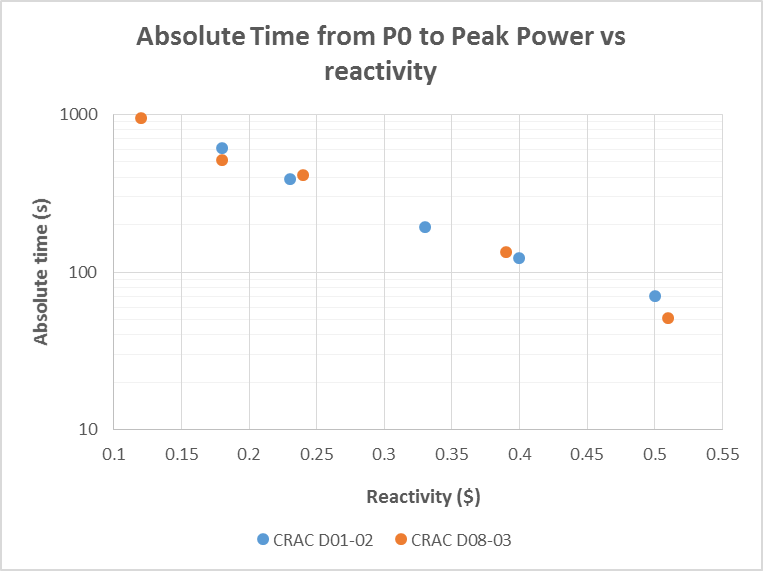 Absolute Time from P0 to Peak Power vs
reactivity
1000
100
10
0.1 0.15 0.2 0.25 0.3 0.35 0.4 0.45 0.5 0.55
Absolute time (s)
Reactivity ($)
CRAC D01-02 CRAC D08-03